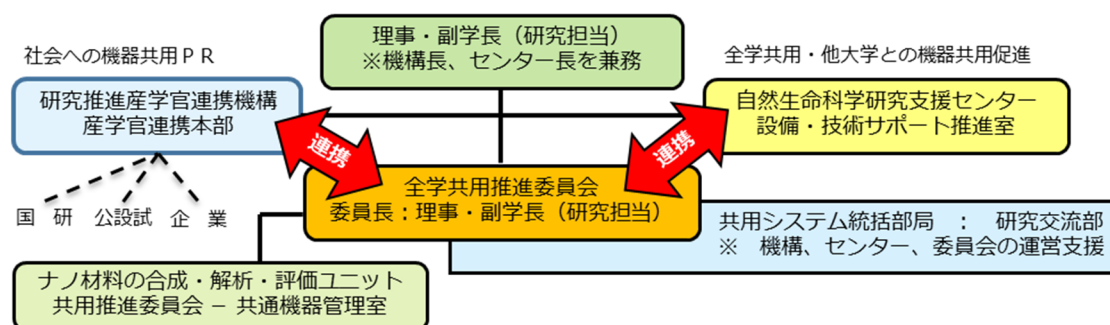 理事・副学長（研究担当）
※機構長、センター長を兼務
社会への機器共用ＰＲ
全学共用・他大学との機器共用促進
研究推進産学官連携機構
産学官連携本部
自然生命科学研究支援センター
設備・技術サポート推進室
連携
連携
全学共用推進委員会
委員長：理事・副学長（研究担当）
国　研　公設試　企　業
共用システム統括部局　：　研究交流部
※　機構、センター、委員会の運営支援
ナノ材料の合成・解析・評価ユニット
共用推進委員会 － 共通機器管理室